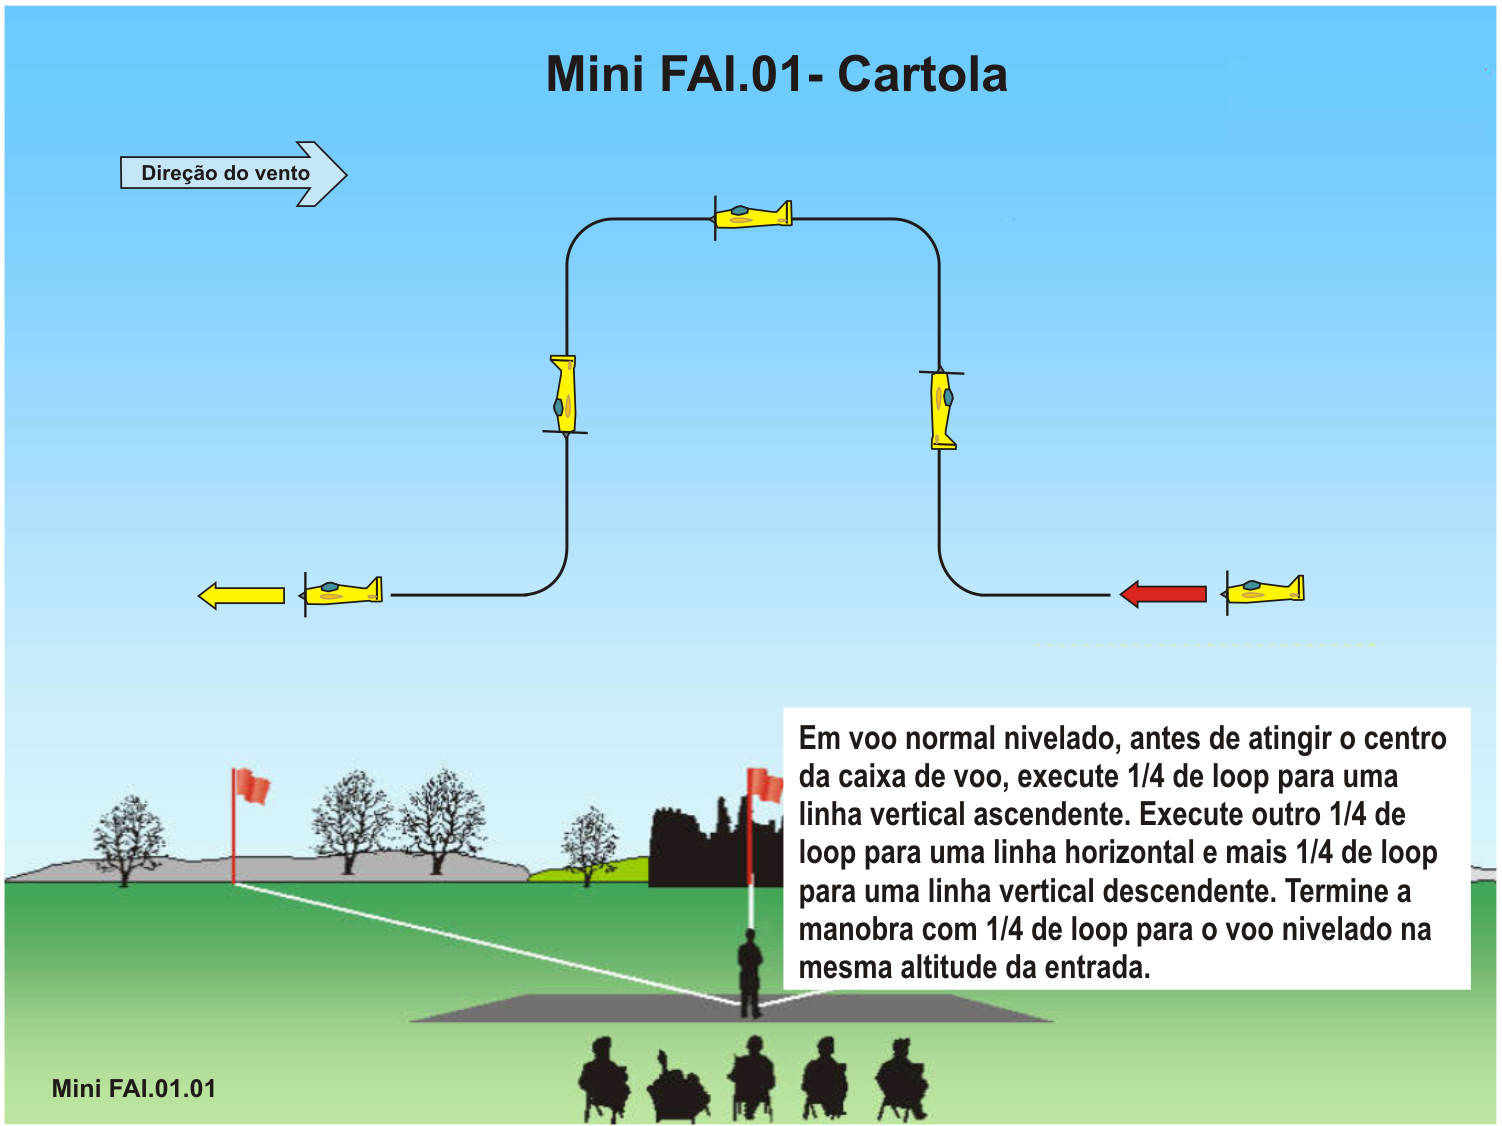 Mini FAI.01- Cartola
Direção do vento
Em voo normal nivelado, antes de atingir o centro
da caixa de voo, execute 1/4 de loop para uma
linha vertical ascendente. Execute outro 1/4 de
loop para uma linha horizontal e mais 1/4 de loop
para uma linha vertical descendente. Termine a
manobra com 1/4 de loop para o voo nivelado na
mesma altitude da entrada.
Mini FAI.01.01